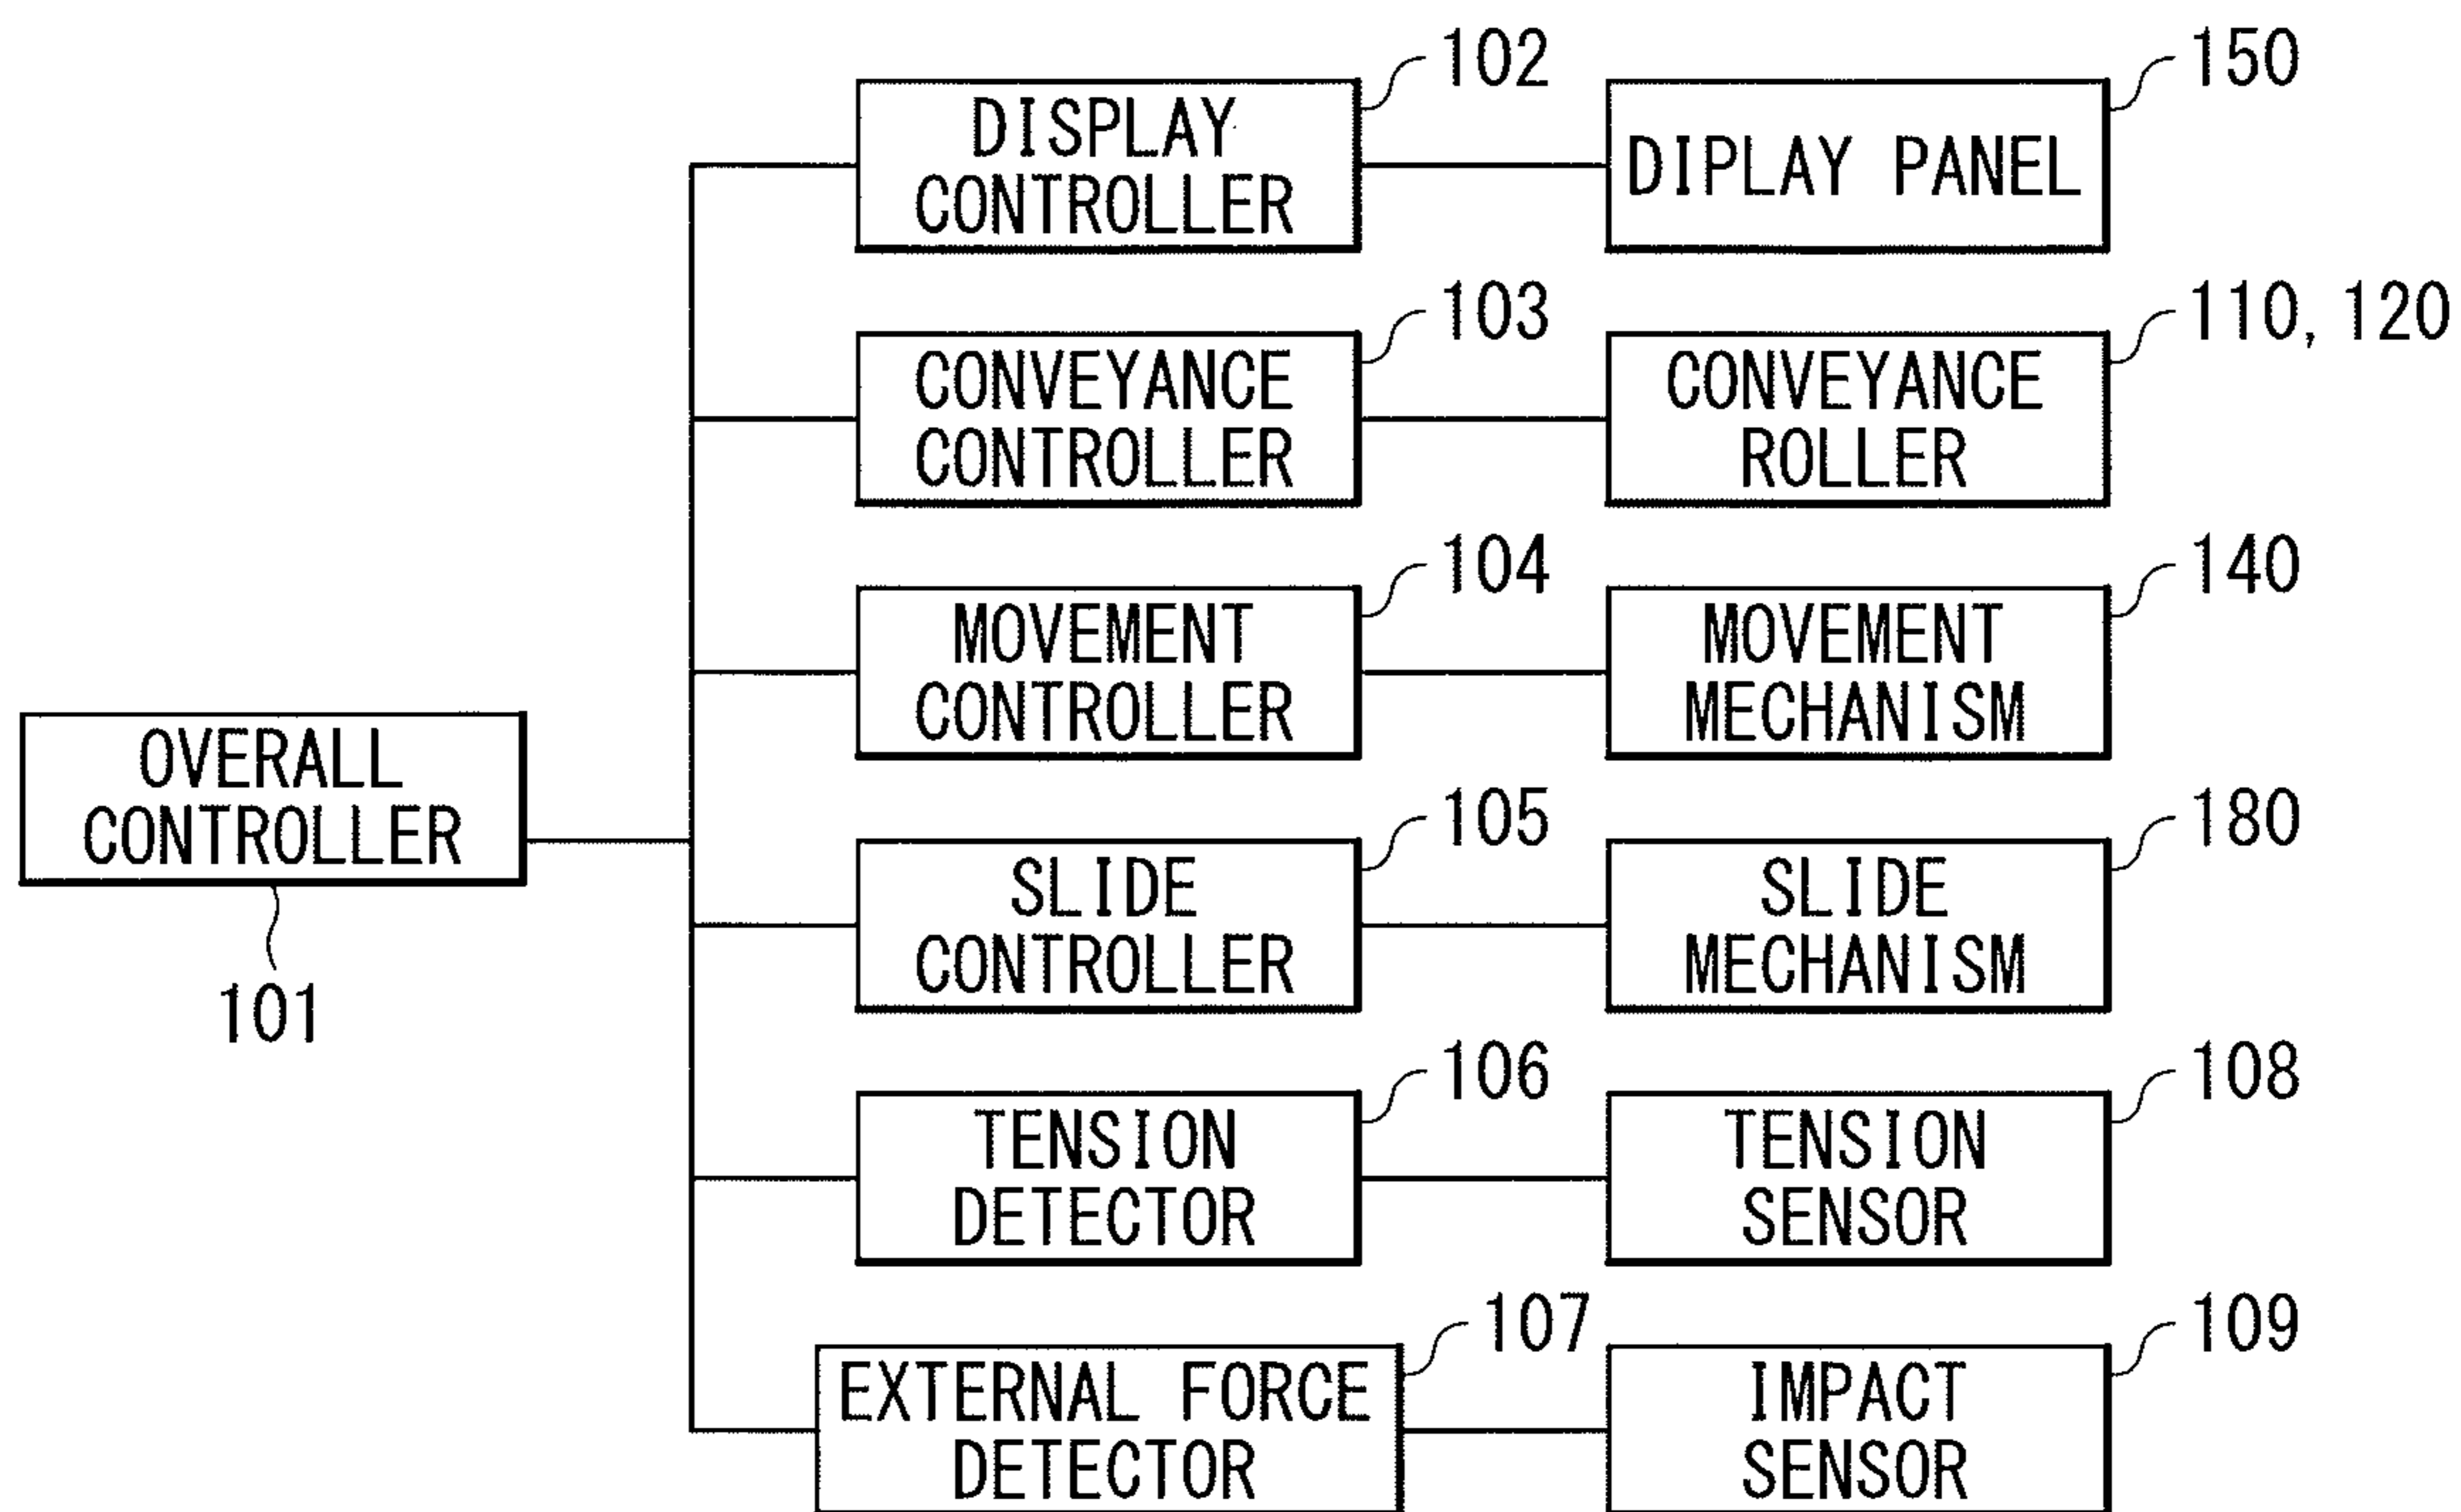 102
DISPLAY
CONTROLLER
150
DIPLAY PANEL
103
CONVEYANCE
CONTROLLER
110, 120
CONVEYANCE
ROLLER
104
MOVEMENT
CONTROLLER
140
MOVEMENT
MECHANISM
OVERALL
CONTROLLER
101
105
SLIDE
CONTROLLER
180
SLIDE
MECHANISM
106
TENSION
DETECTOR
108
TENSION
SENSOR
107
EXTERNAL FORCE
DETECTOR
109
IMPACT
SENSOR